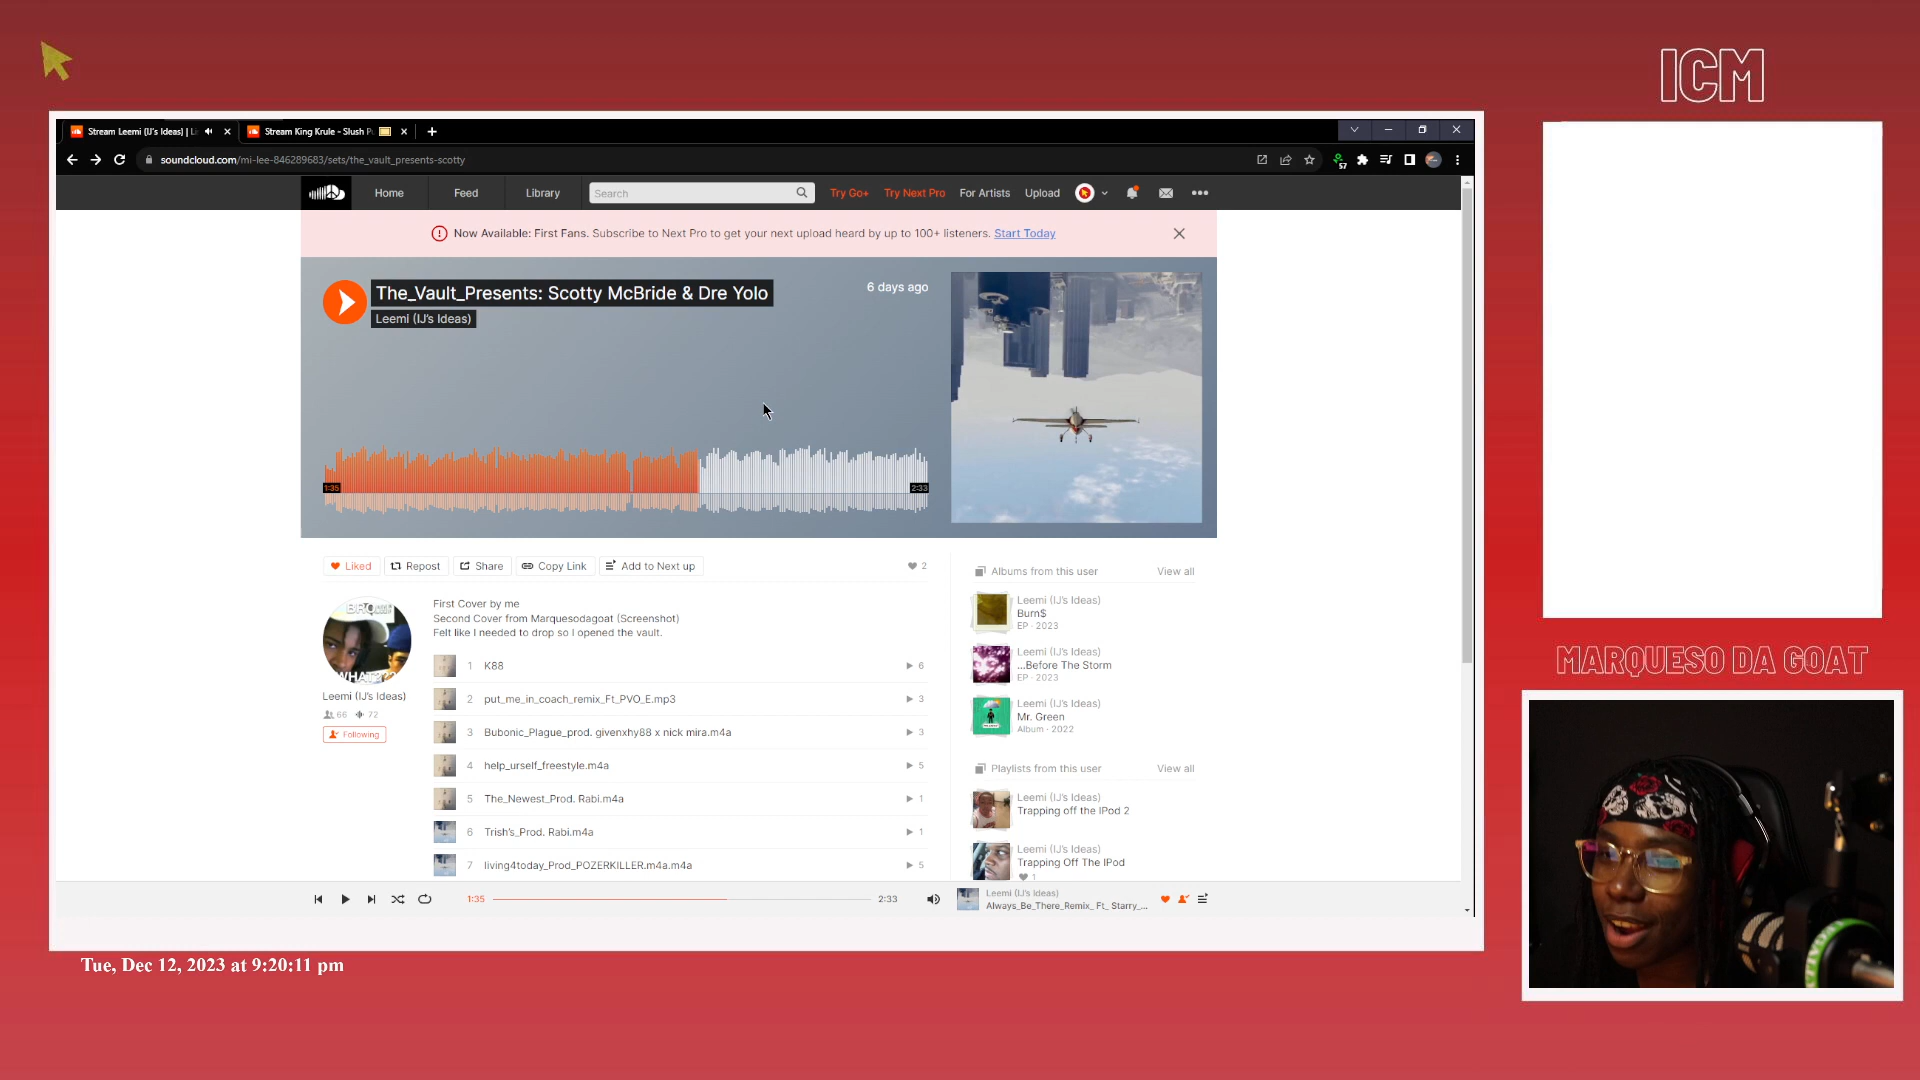 ICM
Stream Leemi (IJ's Ideas) | Li
Stream King Krule - Slush Pu
soundcloud.com/mi-lee-846289683/sets/the_vault_presents-scotty
57
Home
Feed
Library
Search
Try Go+
Try Next Pro
For Artists
Upload
Now Available: First Fans. Subscribe to Next Pro to get your next upload heard by up to 100+ listeners. Start Today
The_Vault_Presents: Scotty McBride & Dre Yolo
Leemi (IJ's Ideas)
6 days ago
1:35
2:33
Liked
Repost
Share
Copy Link
Add to Next up
2
First Cover by me
Second Cover from Marquesodagoat (Screenshot)
Felt like I needed to drop so I opened the vault.
WHAT?
Leemi (IJ's Ideas)
66 72
Following
1 K88 6
2 put_me_in_coach_remix_Ft_PVO_E.mp3 3
3 Bubonic_Plague_prod. givenxhy88 x nick mira.m4a 3
4 help_urself_freestyle.m4a 5
5 The_Newest_Prod. Rabi.m4a 1
6 Trish's_Prod. Rabi.m4a 1
7 living4today_Prod_POZERKILLER.m4a.m4a 5
Albums from this user View all
Leemi (IJ's Ideas)
Burn$
EP · 2023
Leemi (IJ's Ideas)
...Before The Storm
EP · 2023
Leemi (IJ's Ideas)
Mr. Green
Album · 2022
Playlists from this user View all
Leemi (IJ's Ideas)
Trapping off the IPod 2
Leemi (IJ's Ideas)
Trapping Off The IPod
1
1:35
2:33
Leemi (IJ's Ideas)
Always_Be_There_Remix_ Ft_ Starry_...
MARQUESO DA GOAT
Tue, Dec 12, 2023 at 9:20:11 pm